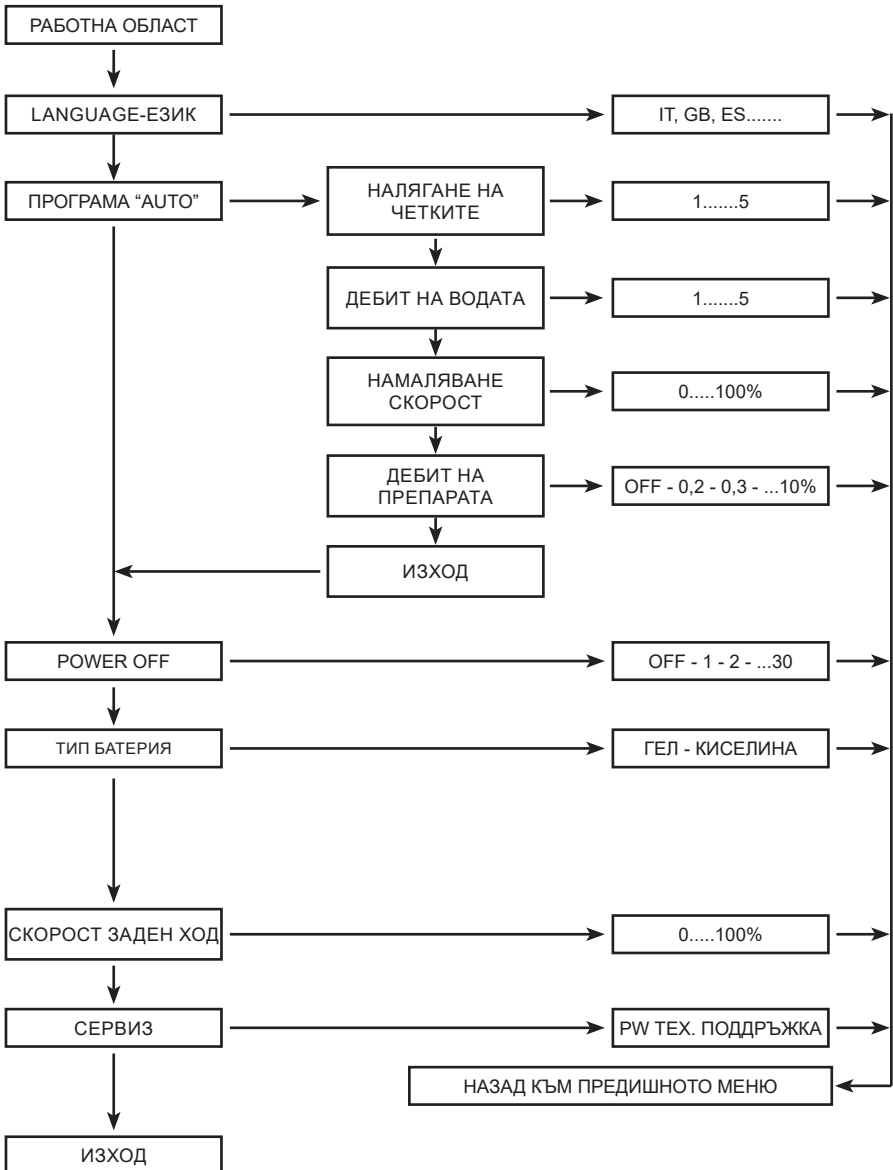 РАБОТНА ОБЛАСТ
LANGUAGE-ЕЗИК
IT, GB, ES.......
ПРОГРАМА “AUTO”
НАЛЯГАНЕ НА
ЧЕТКИТЕ
1.......5
ДЕБИТ НА ВОДАТА
1.......5
НАМАЛЯВАНЕ
СКОРОСТ
0.....100%
ДЕБИТ НА
ПРЕПАРАТА
OFF - 0,2 - 0,3 - ...10%
ИЗХОД
POWER OFF
OFF - 1 - 2 - ...30
ТИП БАТЕРИЯ
ГЕЛ - КИСЕЛИНА
СКОРОСТ ЗАДЕН ХОД
0.....100%
СЕРВИЗ
PW ТЕХ. ПОДДРЪЖКА
НАЗАД КЪМ ПРЕДИШНОТО МЕНЮ
ИЗХОД